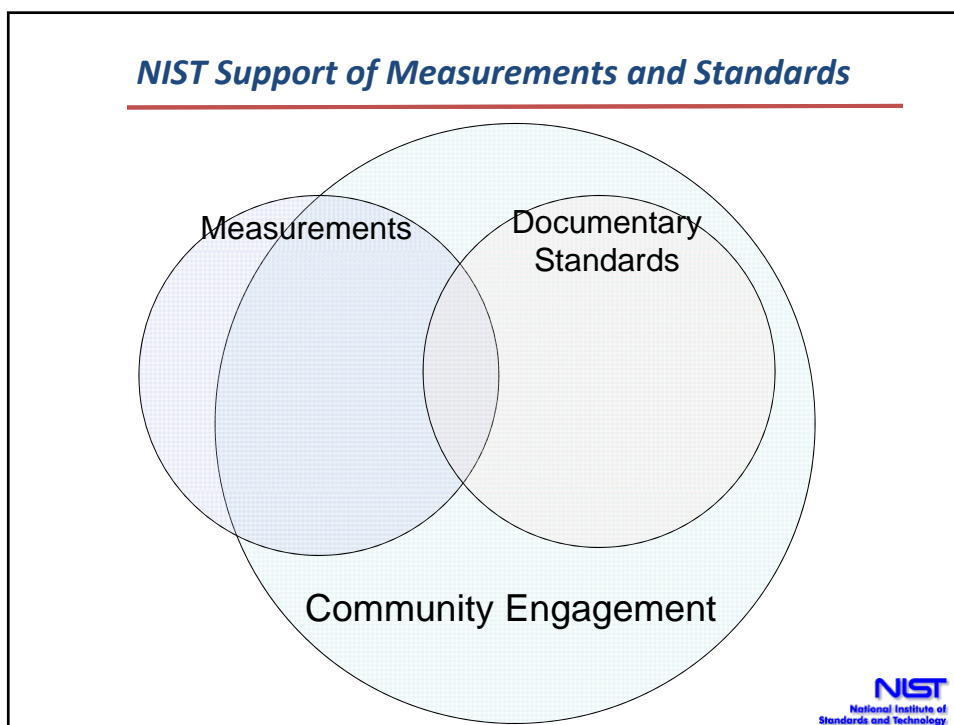 NIST Support of Measurements and Standards
Measurements
Documentary
Standards
Community Engagement
NIST
National Institute of
Standards and Technology